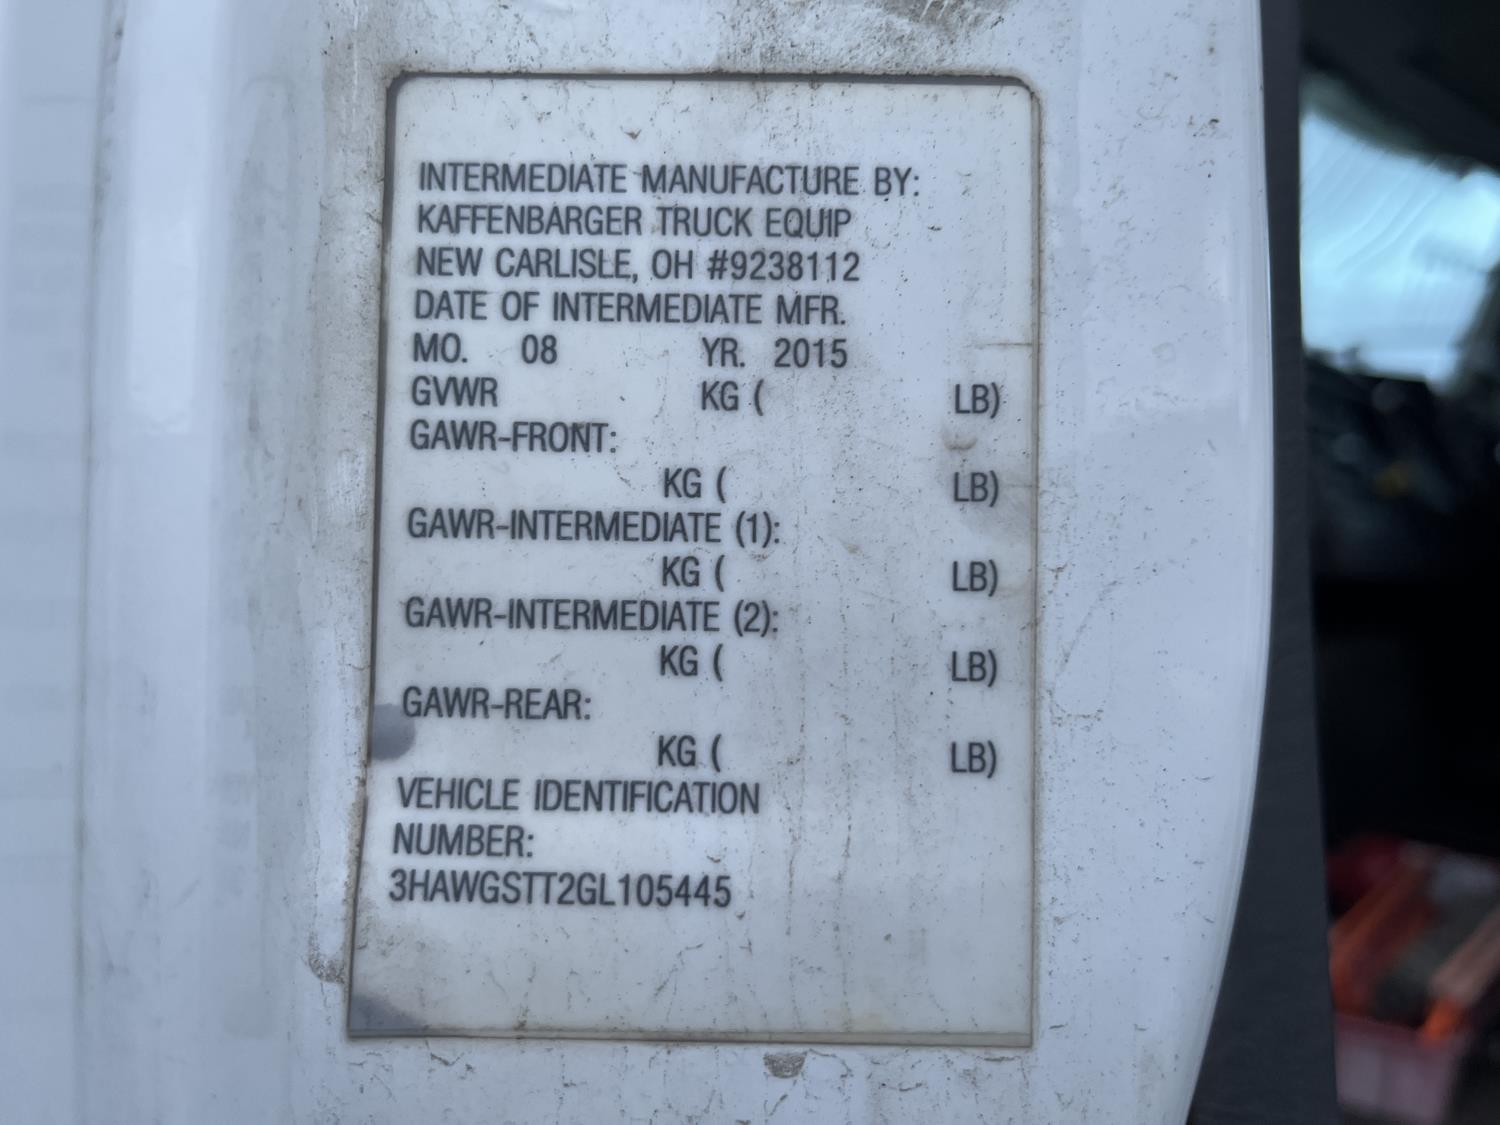 INTERMEDIATE MANUFACTURE BY:
KAFFENBARGER TRUCK EQUIP
NEW CARLISLE, OH #9238112
DATE OF INTERMEDIATE MFR.
MO. 08 YR. 2015
GVWR KG ( LB)
GAWR-FRONT:
KG ( LB)
GAWR-INTERMEDIATE (1):
KG ( LB)
GAWR-INTERMEDIATE (2):
KG ( LB)
GAWR-REAR:
KG ( LB)
VEHICLE IDENTIFICATION
NUMBER:
3HAWGSTT2GL105445